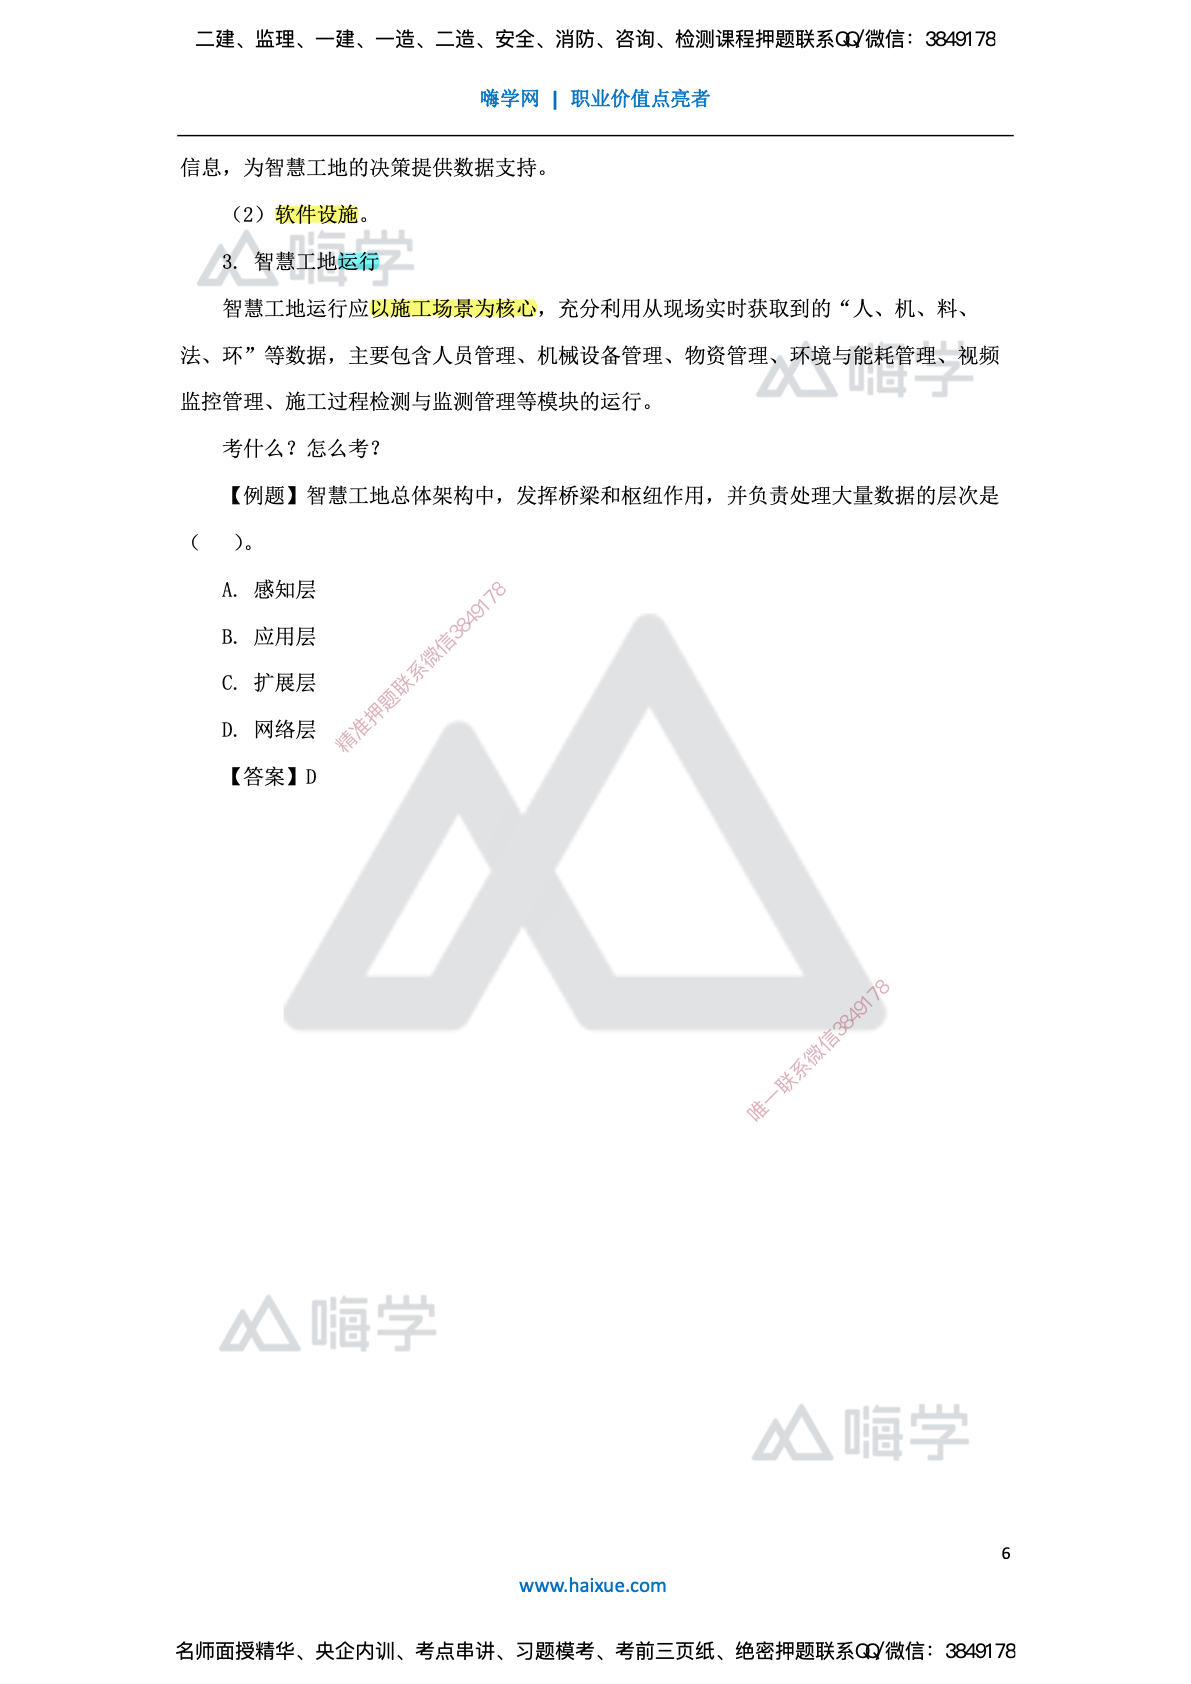 二建、监理、一建、一造、二造、安全、消防、咨询、检测课程押题联系QQ/微信：3849178
嗨学网 | 职业价值点亮者
信息，为智慧工地的决策提供数据支持。
（2）软件设施。
嗨学
3. 智慧工地运行
智慧工地运行应以施工场景为核心，充分利用从现场实时获取到的“人、机、料、
法、环”等数据，主要包含人员管理、机械设备管理、物资管理、环境与能耗管理、视频
嗨学
监控管理、施工过程检测与监测管理等模块的运行。
考什么？怎么考？
【例题】智慧工地总体架构中，发挥桥梁和枢纽作用，并负责处理大量数据的层次是
（　）。
A. 感知层
B. 应用层
C. 扩展层
D. 网络层
精准押题联系微信3849178
【答案】D
唯一联系微信3849178
嗨学
嗨学
6
www.haixue.com
名师面授精华、央企内训、考点串讲、习题模考、考前三页纸、绝密押题联系QQ/微信：3849178